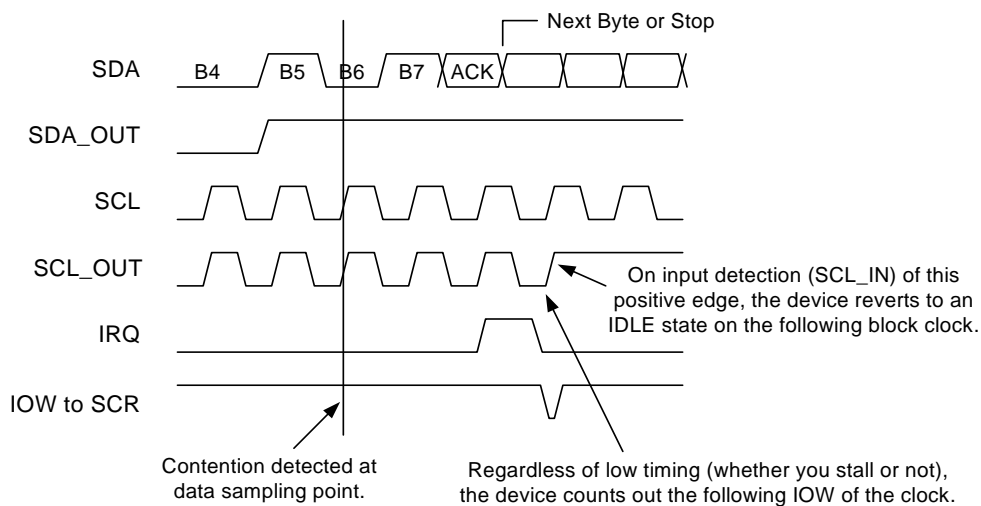 Next Byte or Stop
SDA
B4
B5
B6
B7
ACK
SDA_OUT
SCL
SCL_OUT
On input detection (SCL_IN) of this
positive edge, the device reverts to an
IDLE state on the following block clock.
IRQ
IOW to SCR
Contention detected at
data sampling point.
Regardless of low timing (whether you stall or not),
the device counts out the following IOW of the clock.